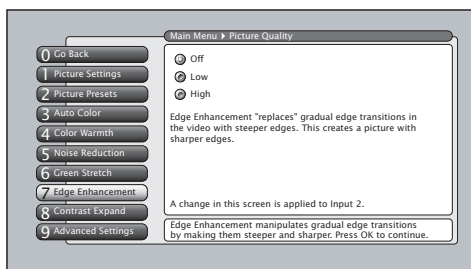 Main Menu ▸ Picture Quality
0 Go Back
1 Picture Settings
2 Picture Presets
3 Auto Color
4 Color Warmth
5 Noise Reduction
6 Green Stretch
7 Edge Enhancement
8 Contrast Expand
9 Advanced Settings
Off
Low
High
Edge Enhancement "replaces" gradual edge transitions in
the video with steeper edges. This creates a picture with
sharper edges.
A change in this screen is applied to Input 2.
Edge Enhancement manipulates gradual edge transitions
by making them steeper and sharper. Press OK to continue.